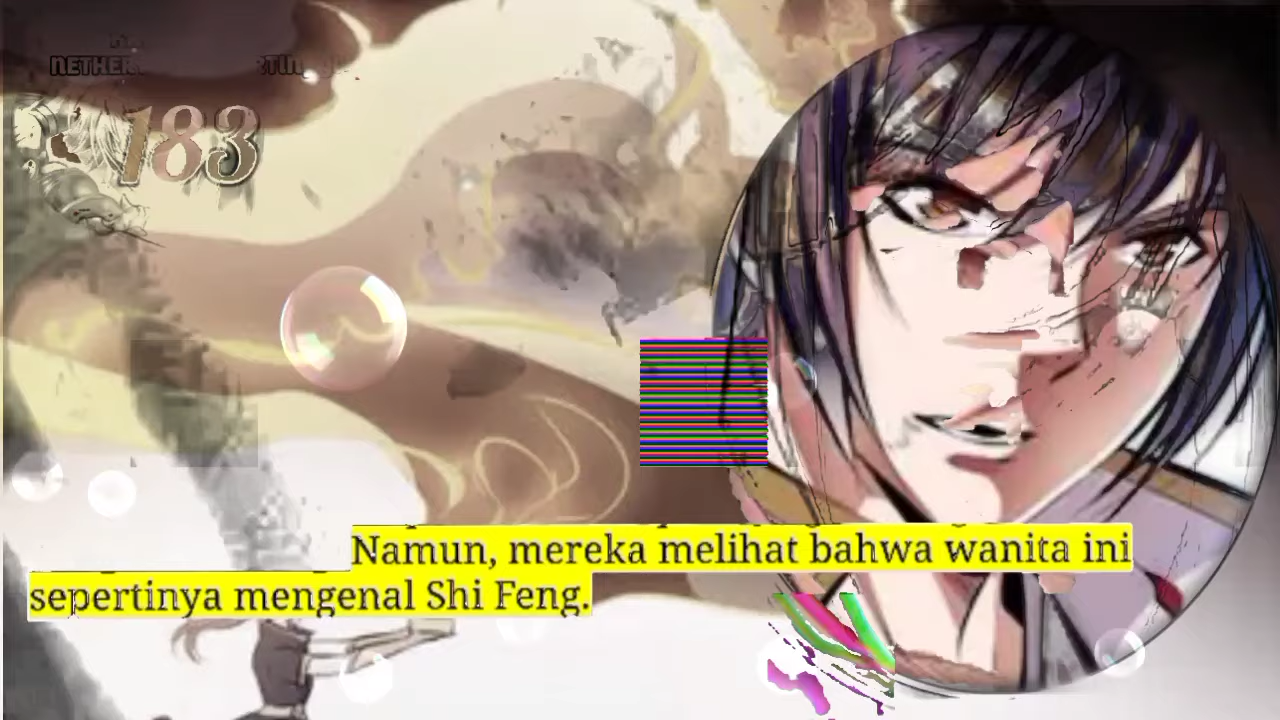 183
Namun, mereka melihat bahwa wanita ini
sepertinya mengenal Shi Feng.